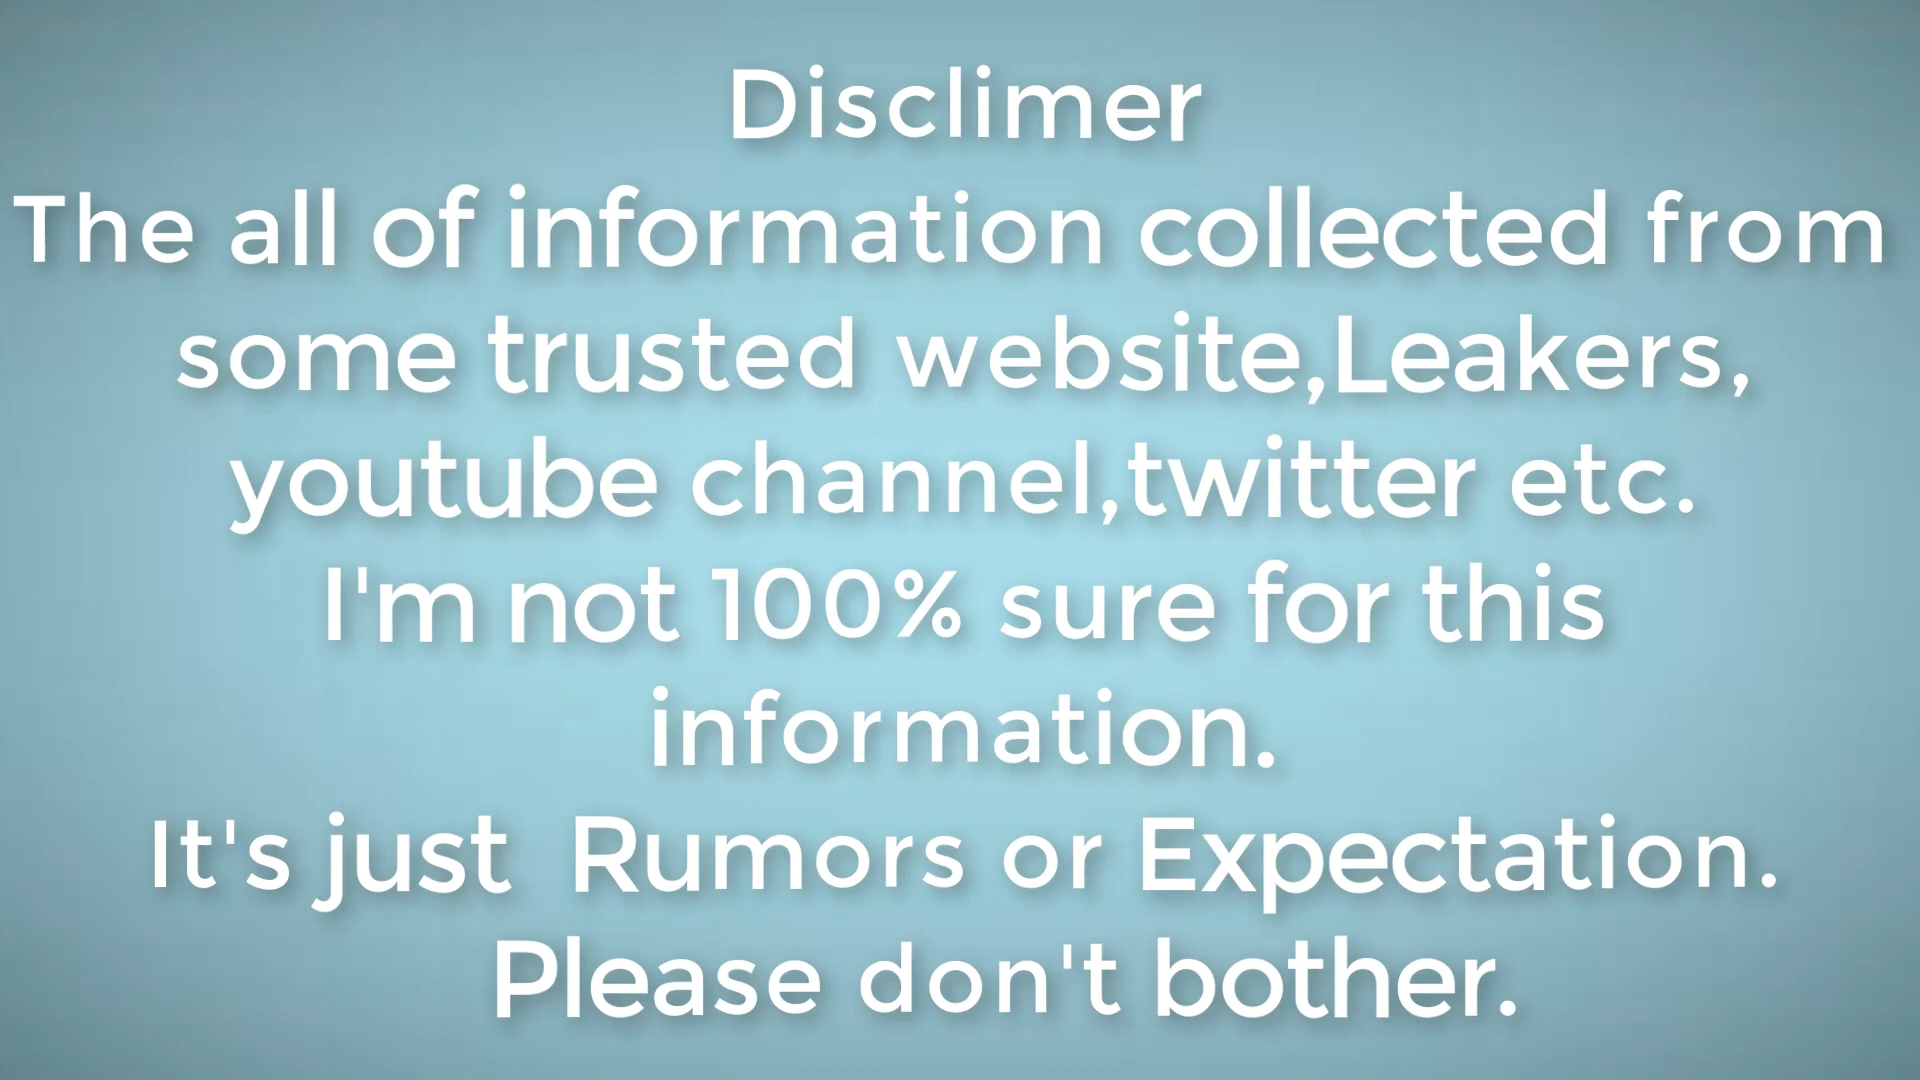 Disclimer
The all of information collected from
some trusted website,Leakers,
youtube channel,twitter etc.
I'm not 100% sure for this
information.
It's just  Rumors or Expectation.
Please don't bother.